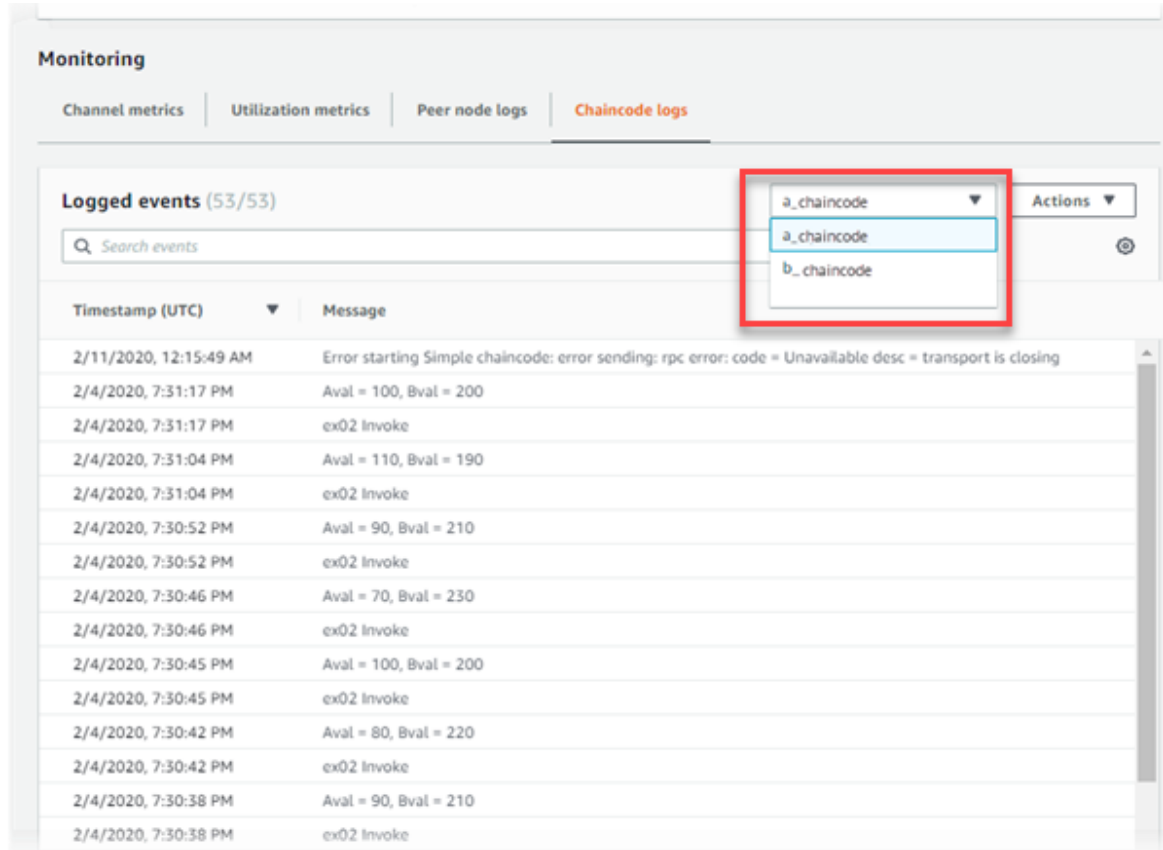 Monitoring
Channel metrics Utilization metrics Peer node logs Chaincode logs
Logged events (53/53) a_chaincode Actions
Search events a_chaincode
b_ chaincode
Timestamp (UTC) Message
2/11/2020, 12:15:49 AM Error starting Simple chaincode: error sending: rpc error: code = Unavailable desc = transport is closing
2/4/2020, 7:31:17 PM Aval = 100, Bval = 200
2/4/2020, 7:31:17 PM ex02 Invoke
2/4/2020, 7:31:04 PM Aval = 110, Bval = 190
2/4/2020, 7:31:04 PM ex02 Invoke
2/4/2020, 7:30:52 PM Aval = 90, Bval = 210
2/4/2020, 7:30:52 PM ex02 Invoke
2/4/2020, 7:30:46 PM Aval = 70, Bval = 230
2/4/2020, 7:30:46 PM ex02 Invoke
2/4/2020, 7:30:45 PM Aval = 100, Bval = 200
2/4/2020, 7:30:45 PM ex02 Invoke
2/4/2020, 7:30:42 PM Aval = 80, Bval = 220
2/4/2020, 7:30:42 PM ex02 Invoke
2/4/2020, 7:30:38 PM Aval = 90, Bval = 210
2/4/2020, 7:30:38 PM ex02 Invoke